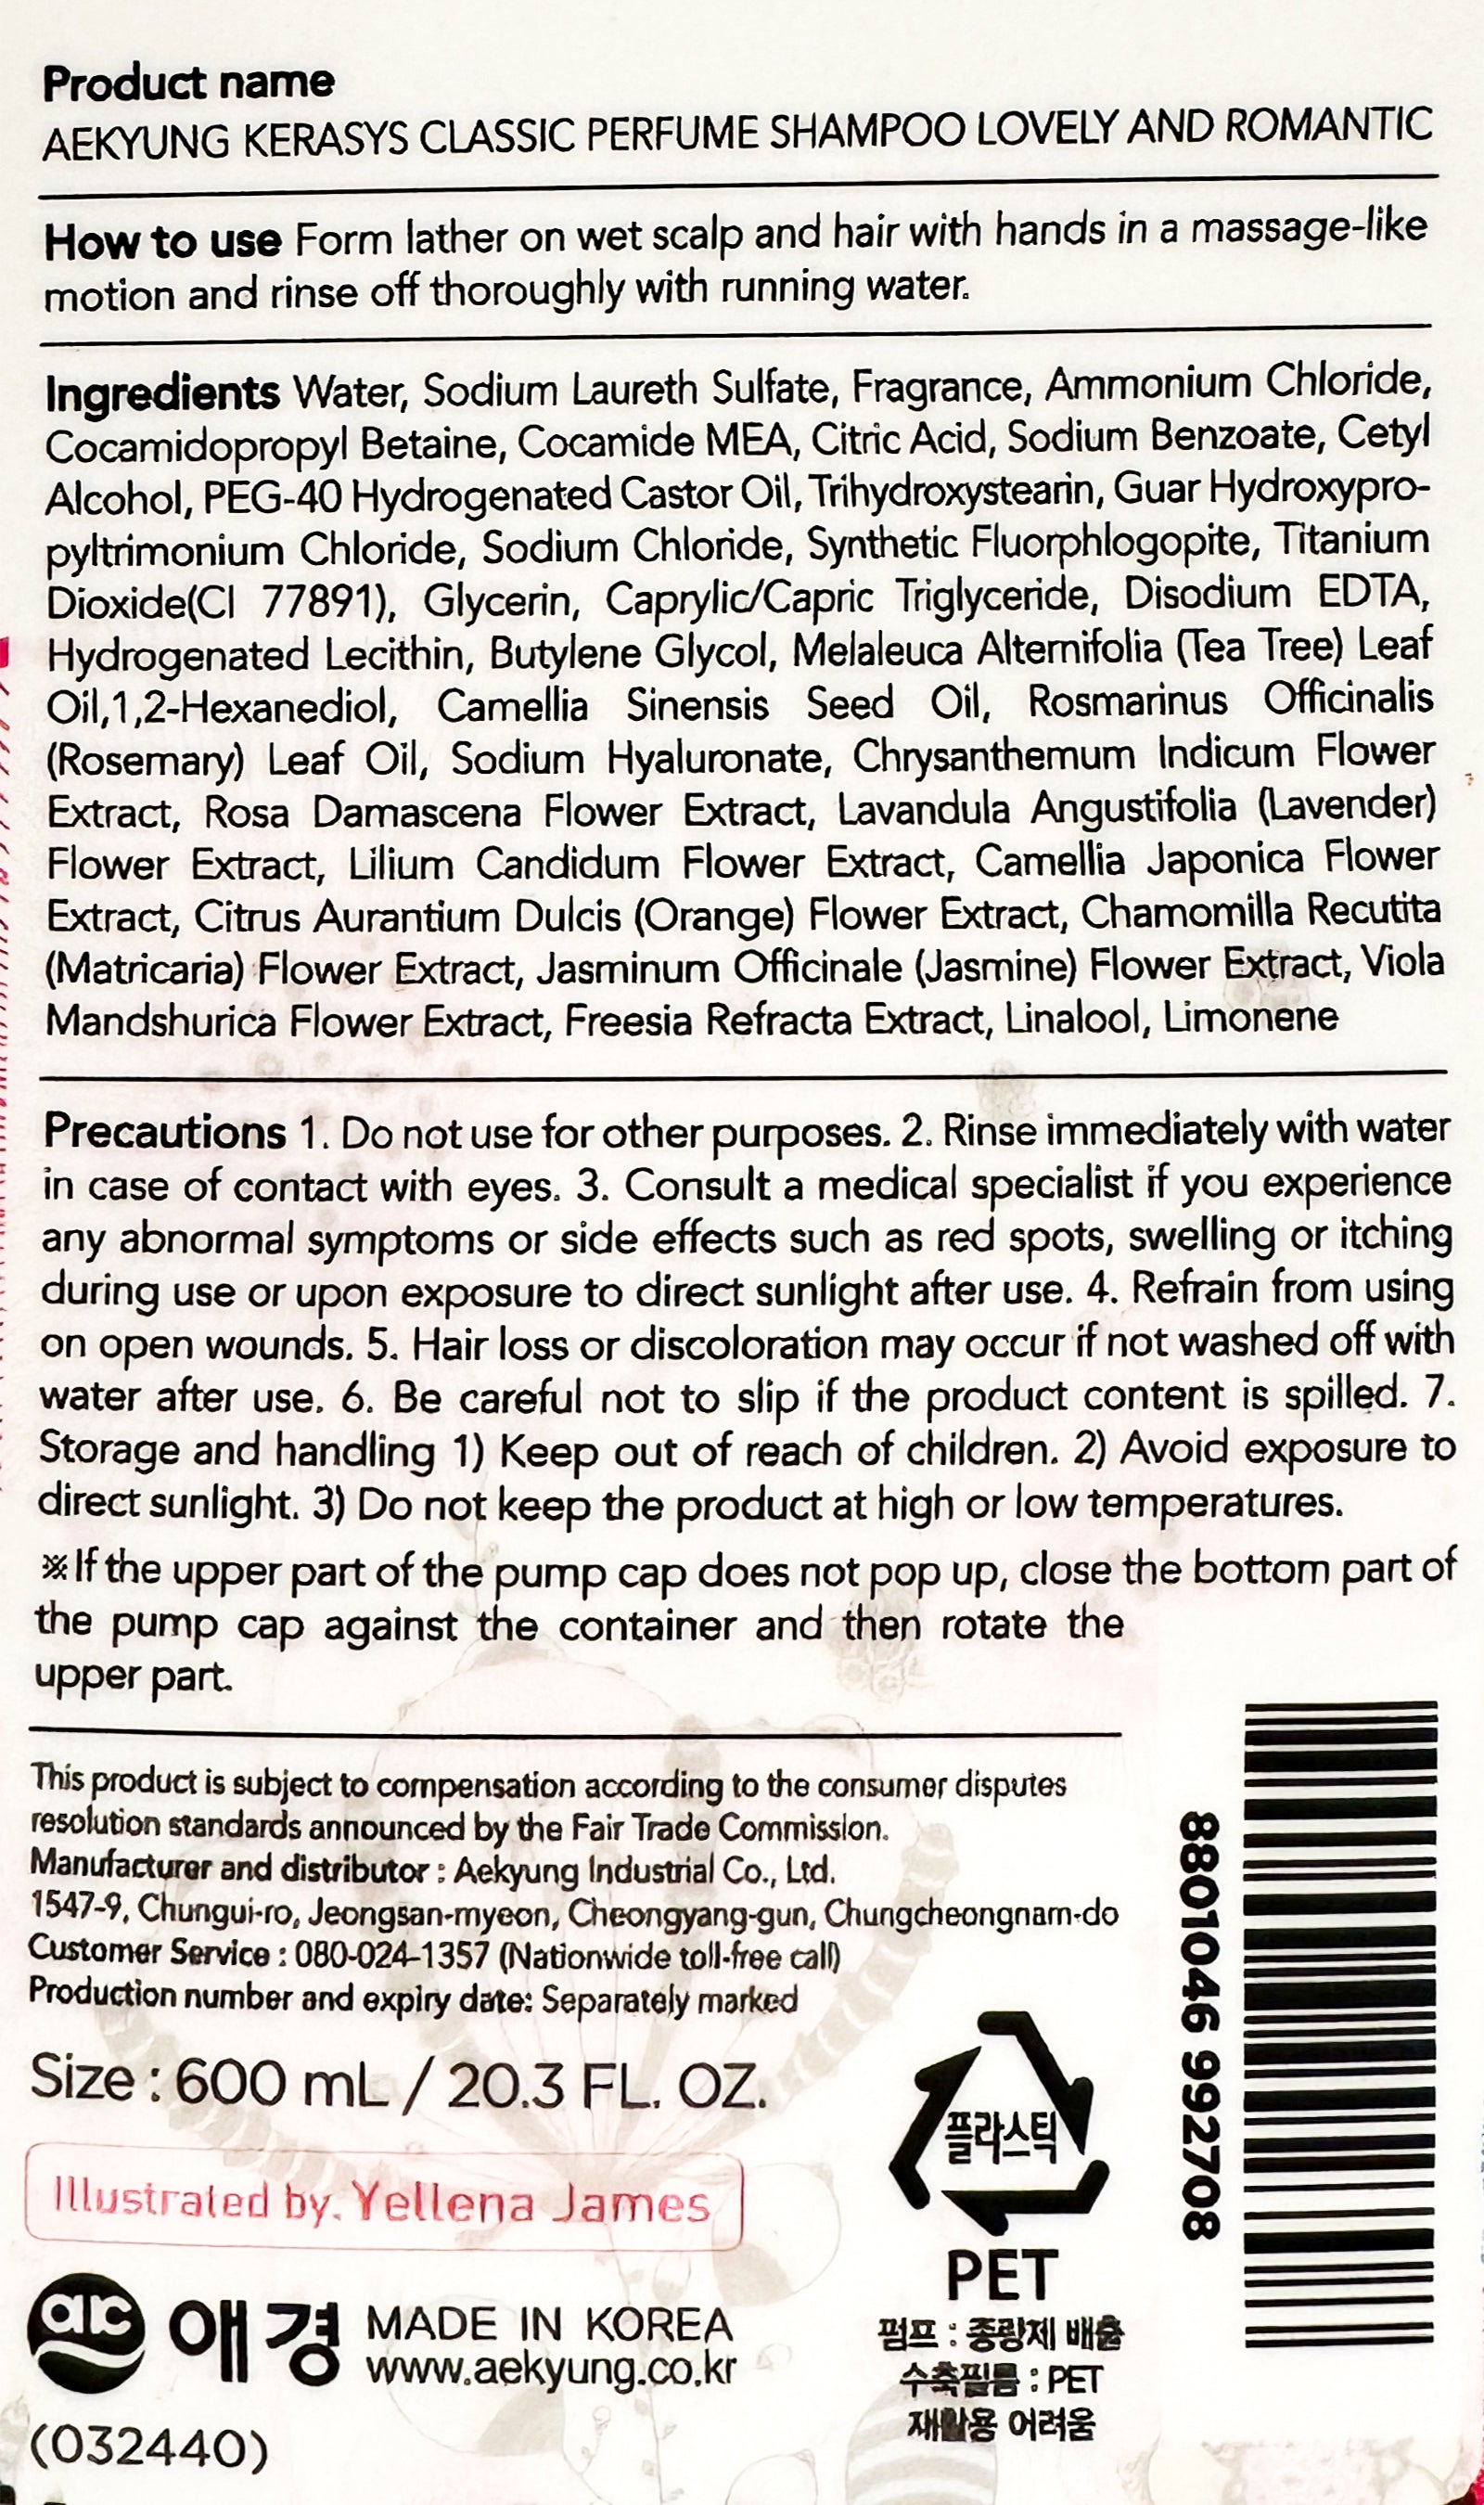 Product name
AEKYUNG KERASYS CLASSIC PERFUME SHAMPOO LOVELY AND ROMANTIC
How to use Form lather on wet scalp and hair with hands in a massage-like
motion and rinse off thoroughly with running water.
Ingredients Water, Sodium Laureth Sulfate, Fragrance, Ammonium Chloride,
Cocamidopropyl Betaine, Cocamide MEA, Citric Acid, Sodium Benzoate, Cetyl
Alcohol, PEG-40 Hydrogenated Castor Oil, Trihydroxystearin, Guar Hydroxypro-
pyltrimonium Chloride, Sodium Chloride, Synthetic Fluorphlogopite, Titanium
Dioxide(CI 77891), Glycerin, Caprylic/Capric Triglyceride, Disodium EDTA,
Hydrogenated Lecithin, Butylene Glycol, Melaleuca Alternifolia (Tea Tree) Leaf
Oil,1,2-Hexanediol, Camellia Sinensis Seed Oil, Rosmarinus Officinalis
(Rosemary) Leaf Oil, Sodium Hyaluronate, Chrysanthemum Indicum Flower
Extract, Rosa Damascena Flower Extract, Lavandula Angustifolia (Lavender)
Flower Extract, Lilium Candidum Flower Extract, Camellia Japonica Flower
Extract, Citrus Aurantium Dulcis (Orange) Flower Extract, Chamomilla Recutita
(Matricaria) Flower Extract, Jasminum Officinale (Jasmine) Flower Extract, Viola
Mandshurica Flower Extract, Freesia Refracta Extract, Linalool, Limonene
Precautions 1. Do not use for other purposes. 2. Rinse immediately with water
in case of contact with eyes. 3. Consult a medical specialist if you experience
any abnormal symptoms or side effects such as red spots, swelling or itching
during use or upon exposure to direct sunlight after use. 4. Refrain from using
on open wounds. 5. Hair loss or discoloration may occur if not washed off with
water after use. 6. Be careful not to slip if the product content is spilled. 7.
Storage and handling 1) Keep out of reach of children. 2) Avoid exposure to
direct sunlight. 3) Do not keep the product at high or low temperatures.
※If the upper part of the pump cap does not pop up, close the bottom part of
the pump cap against the container and then rotate the
upper part.
This product is subject to compensation according to the consumer disputes
resolution standards announced by the Fair Trade Commission.
Manufacturer and distributor : Aekyung Industrial Co., Ltd.
1547-9, Chungui-ro, Jeongsan-myeon, Cheongyang-gun, Chungcheongnam-do
Customer Service : 080-024-1357 (Nationwide toll-free call)
Production number and expiry date: Separately marked
Size : 600 mL / 20.3 FL. OZ.
Illustrated by. Yellena James
aic 애경 MADE IN KOREA
www.aekyung.co.kr
(032440)
플라스틱
PET
펌프 : 종량제 배출
수축필름 : PET
재활용 어려움
8801046 992708